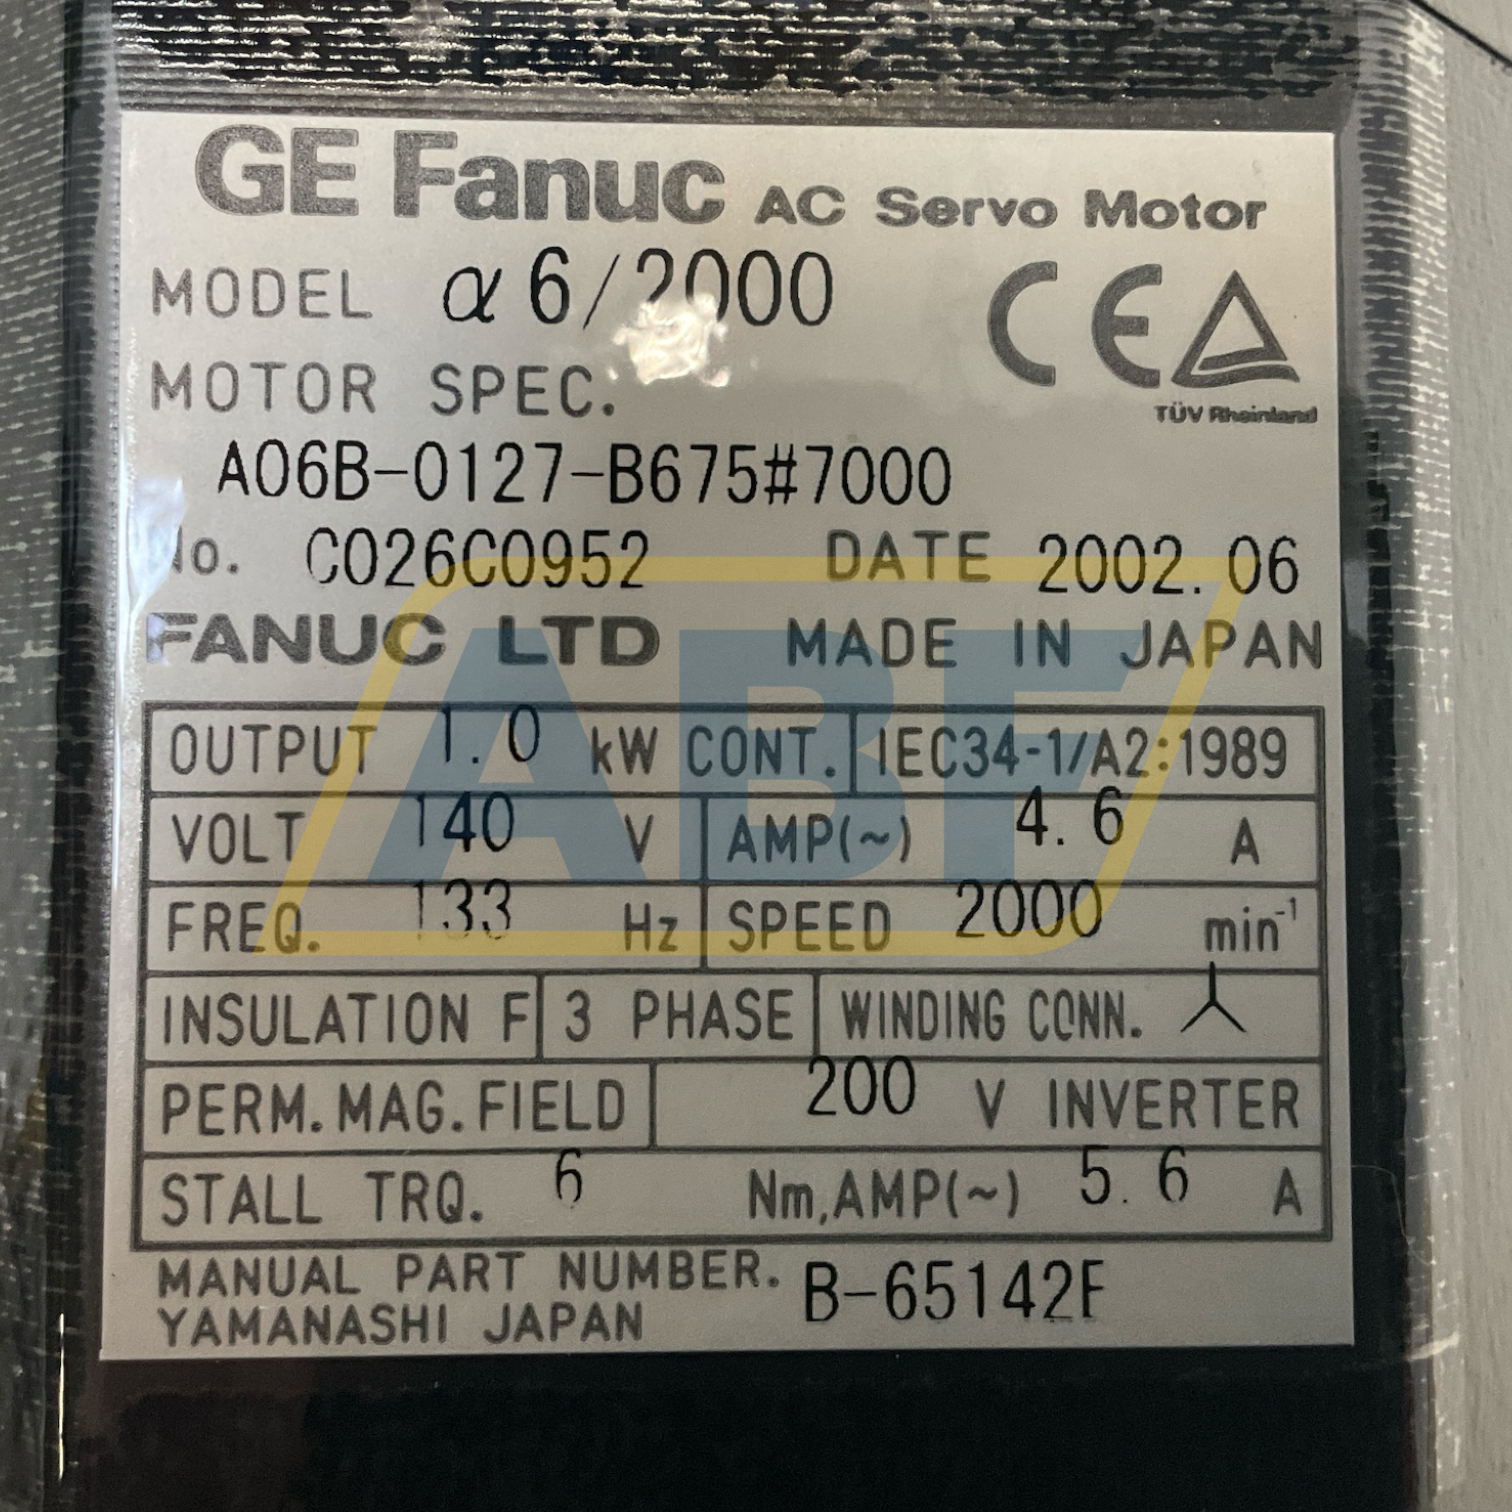 GE Fanuc AC Servo Motor
MODEL α6/2000
CE
TÜV Rheinland
MOTOR SPEC.
A06B-0127-B675#7000
No. C026C0952 DATE 2002.06
FANUC LTD MADE IN JAPAN
OUTPUT 1.0 kW CONT. IEC34-1/A2:1989
VOLT 140 V AMP(~) 4.6 A
FREQ. 133 Hz SPEED 2000 min⁻¹
INSULATION F 3 PHASE WINDING CONN.
PERM.MAG.FIELD 200 V INVERTER
STALL TRQ. 6 Nm,AMP(~) 5.6 A
MANUAL PART NUMBER. B-65142E
YAMANASHI JAPAN
ABF